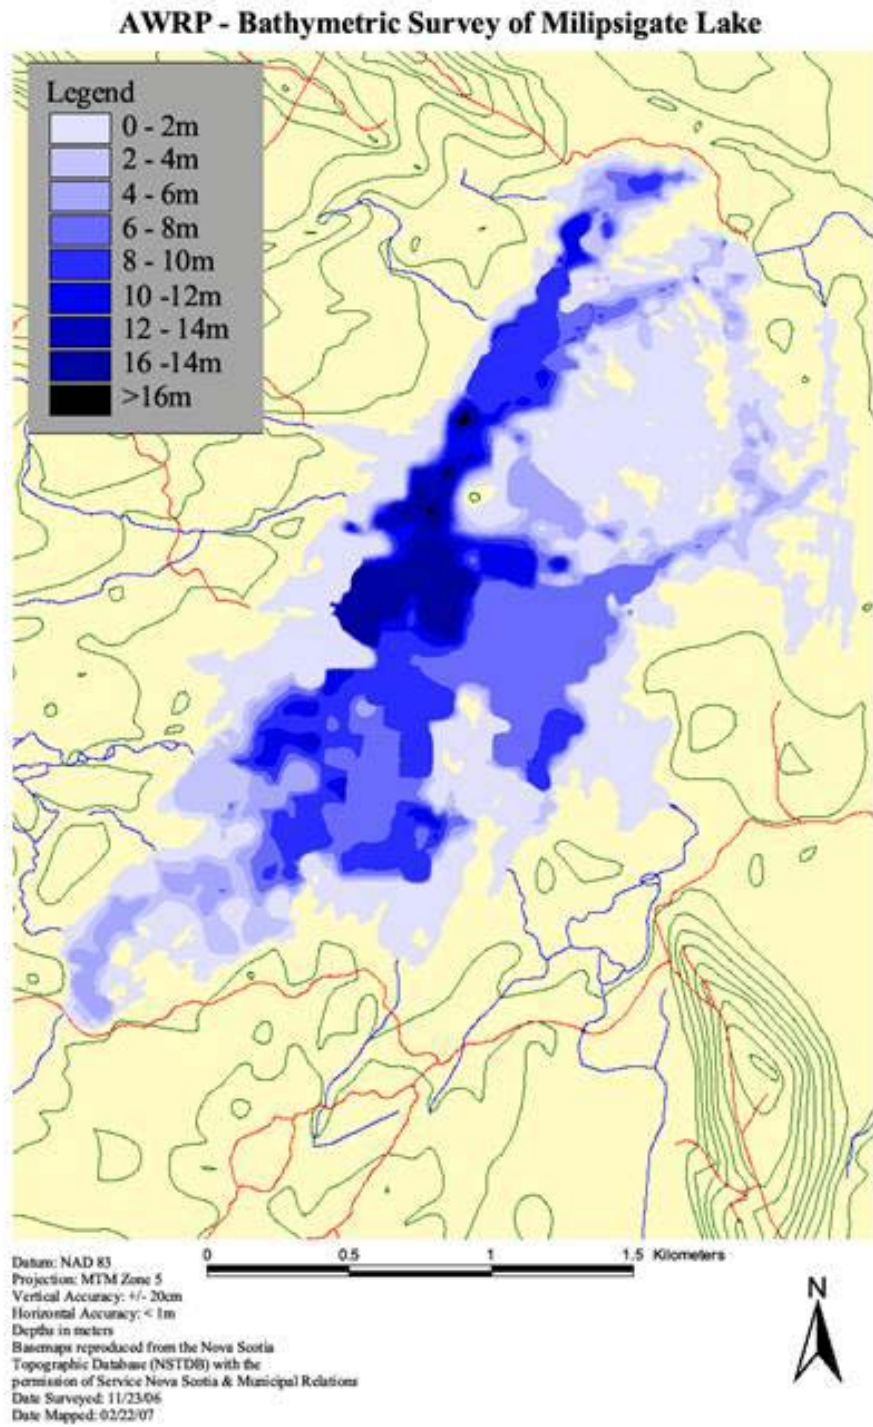 AWRP - Bathymetric Survey of Milipsigate Lake
Legend
0 - 2m
2 - 4m
4 - 6m
6 - 8m
8 - 10m
10 -12m
12 - 14m
16 -14m
>16m
0 0.5 1 1.5 Kilometers
N
Datum: NAD 83
Projection: MTM Zone 5
Vertical Accuracy: +/- 20cm
Horizontal Accuracy: < 1m
Depths in meters
Basemaps reproduced from the Nova Scotia
Topographic Database (NSTDB) with the
permission of Service Nova Scotia & Municipal Relations
Date Surveyed: 11/23/06
Date Mapped: 02/22/07